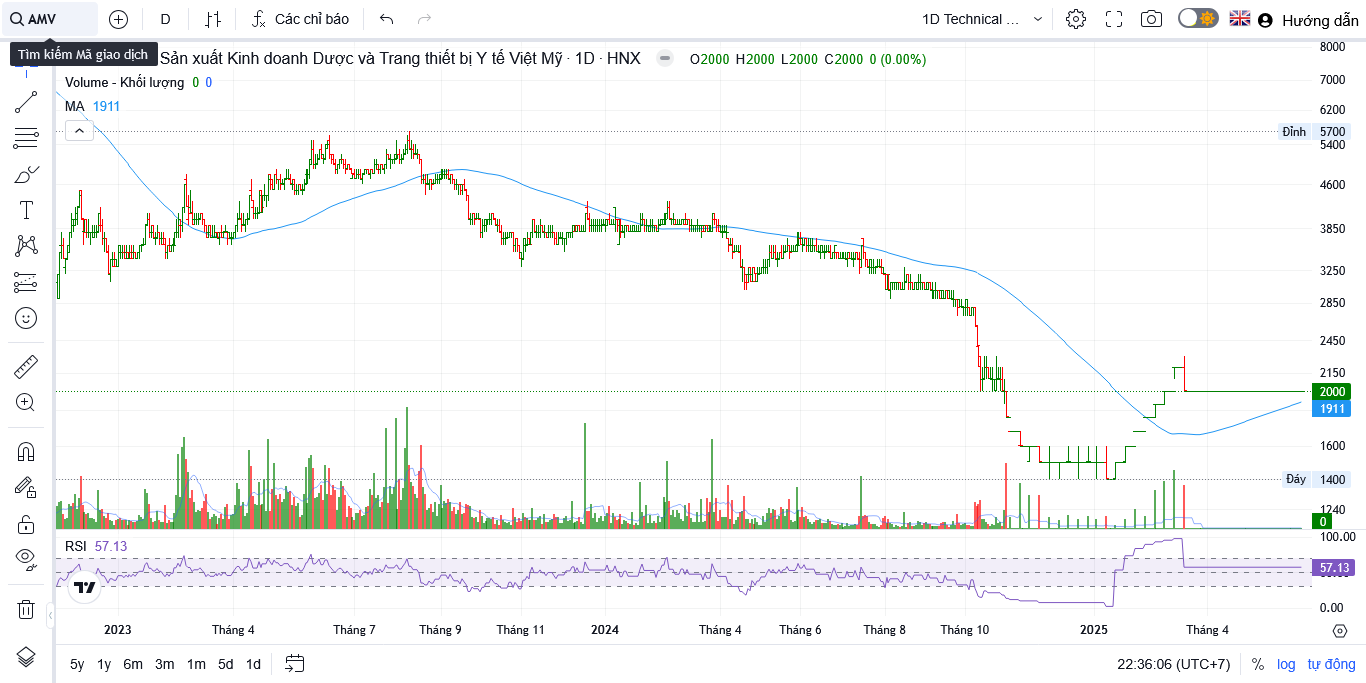 AMV
D
Các chỉ báo
1D Technical ...
Hướng dẫn
Tìm kiếm Mã giao dịch
Sản xuất Kinh doanh Dược và Trang thiết bị Y tế Việt Mỹ · 1D · HNX
O2000 H2000 L2000 C2000 0 (0.00%)
Volume - Khối lượng 0 0
MA 1911
8000
7000
6200
Đỉnh 5700
5400
4600
3850
3250
2850
2450
2150
2000
1911
1600
Đáy 1400
1240
0
RSI 57.13
100.00
57.13
0.00
2023
Tháng 4
Tháng 7
Tháng 9
Tháng 11
2024
Tháng 4
Tháng 6
Tháng 8
Tháng 10
2025
Tháng 4
5y 1y 6m 3m 1m 5d 1d
22:36:06 (UTC+7) % log tự động